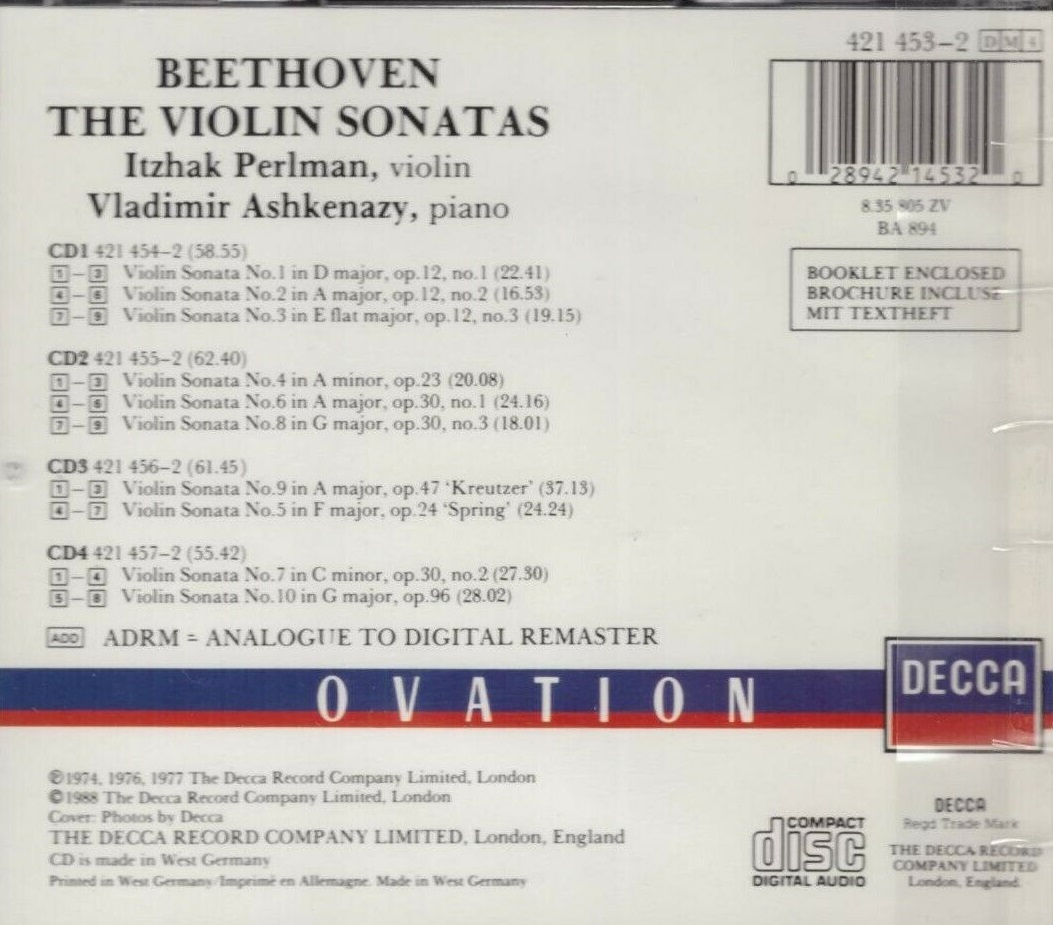 421 453-2 DM4
BEETHOVEN
THE VIOLIN SONATAS
Itzhak Perlman, violin
Vladimir Ashkenazy, piano
0 28942 14532 0
8.35 805 ZV
BA 894
BOOKLET ENCLOSED
BROCHURE INCLUSE
MIT TEXTHEFT
CD1 421 454-2 (58.55)
1-3 Violin Sonata No.1 in D major, op.12, no.1 (22.41)
4-6 Violin Sonata No.2 in A major, op.12, no.2 (16.53)
7-9 Violin Sonata No.3 in E flat major, op.12, no.3 (19.15)
CD2 421 455-2 (62.40)
1-3 Violin Sonata No.4 in A minor, op.23 (20.08)
4-6 Violin Sonata No.6 in A major, op.30, no.1 (24.16)
7-9 Violin Sonata No.8 in G major, op.30, no.3 (18.01)
CD3 421 456-2 (61.45)
1-3 Violin Sonata No.9 in A major, op.47 ‘Kreutzer’ (37.13)
4-7 Violin Sonata No.5 in F major, op.24 ‘Spring’ (24.24)
CD4 421 457-2 (55.42)
1-4 Violin Sonata No.7 in C minor, op.30, no.2 (27.30)
5-8 Violin Sonata No.10 in G major, op.96 (28.02)
ADD ADRM = ANALOGUE TO DIGITAL REMASTER
OVATION
DECCA
℗1974, 1976, 1977 The Decca Record Company Limited, London
©1988 The Decca Record Company Limited, London
Cover: Photos by Decca
THE DECCA RECORD COMPANY LIMITED, London, England
CD is made in West Germany
Printed in West Germany/Imprimé en Allemagne. Made in West Germany
COMPACT
disc
DIGITAL AUDIO
DECCA
Regd Trade Mark
THE DECCA RECORD
COMPANY LIMITED
London, England